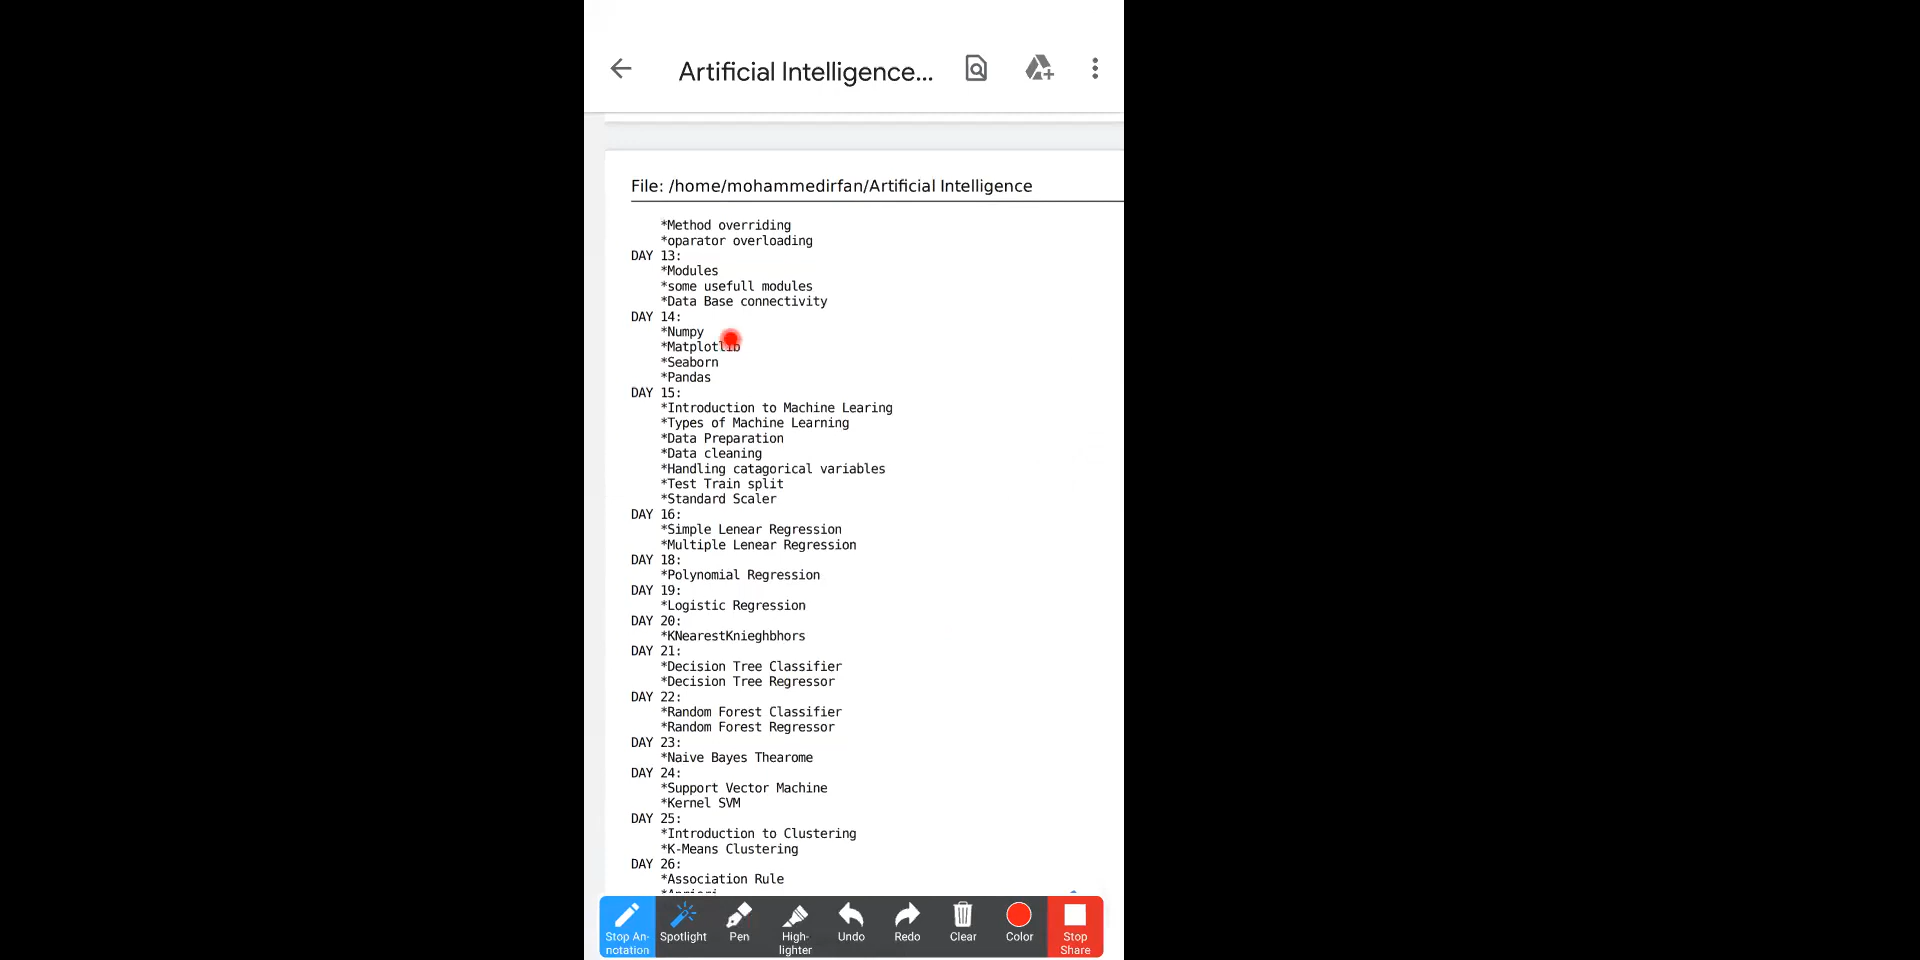 Artificial Intelligence...
File: /home/mohammedirfan/Artificial Intelligence
*Method overriding
*oparator overloading
DAY 13:
*Modules
*some usefull modules
*Data Base connectivity
DAY 14:
*Numpy
*Matplotlib
*Seaborn
*Pandas
DAY 15:
*Introduction to Machine Learing
*Types of Machine Learning
*Data Preparation
*Data cleaning
*Handling catagorical variables
*Test Train split
*Standard Scaler
DAY 16:
*Simple Lenear Regression
*Multiple Lenear Regression
DAY 18:
*Polynomial Regression
DAY 19:
*Logistic Regression
DAY 20:
*KNearestKnieghbhors
DAY 21:
*Decision Tree Classifier
*Decision Tree Regressor
DAY 22:
*Random Forest Classifier
*Random Forest Regressor
DAY 23:
*Naive Bayes Thearome
DAY 24:
*Support Vector Machine
*Kernel SVM
DAY 25:
*Introduction to Clustering
*K-Means Clustering
DAY 26:
*Association Rule
Stop An-
notation
Spotlight
Pen
High-
lighter
Undo
Redo
Clear
Color
Stop
Share